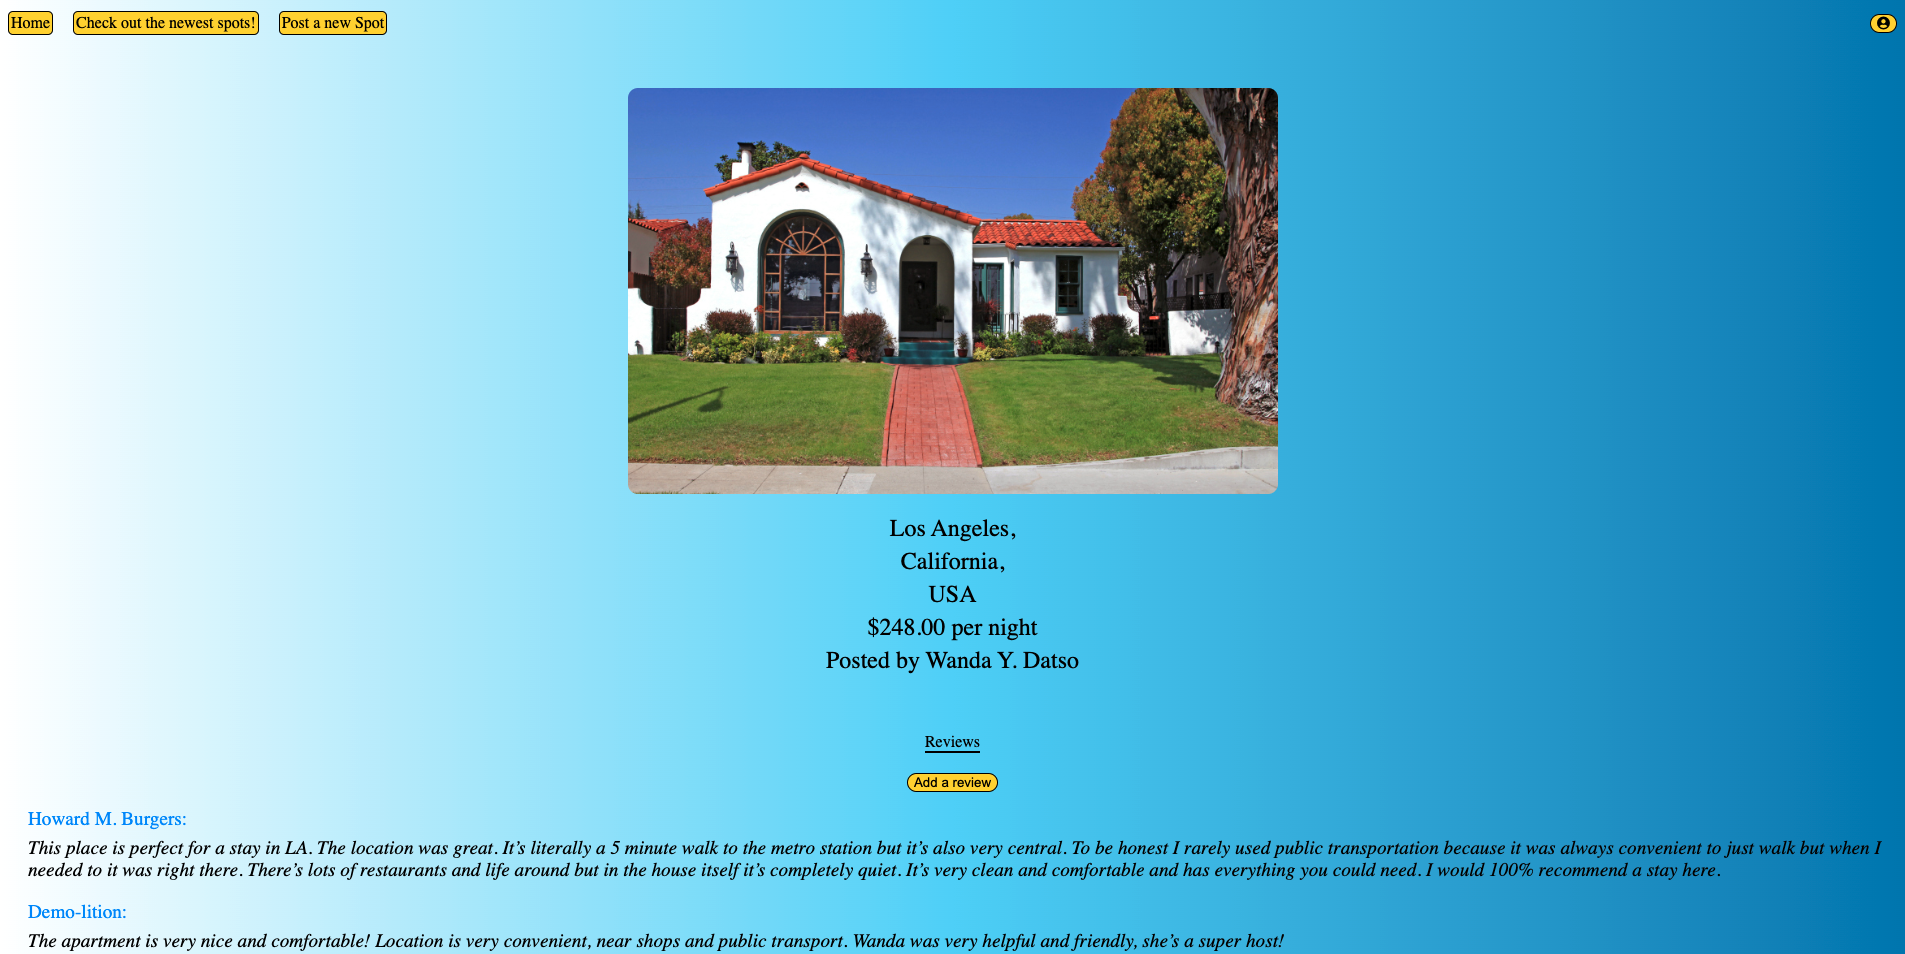 Home Check out the newest spots! Post a new Spot
Los Angeles,
California,
USA
$248.00 per night
Posted by Wanda Y. Datso
Reviews
Add a review
Howard M. Burgers:
This place is perfect for a stay in LA. The location was great. It’s literally a 5 minute walk to the metro station but it’s also very central. To be honest I rarely used public transportation because it was always convenient to just walk but when I
needed to it was right there. There’s lots of restaurants and life around but in the house itself it’s completely quiet. It’s very clean and comfortable and has everything you could need. I would 100% recommend a stay here.
Demo-lition:
The apartment is very nice and comfortable! Location is very convenient, near shops and public transport. Wanda was very helpful and friendly, she’s a super host!